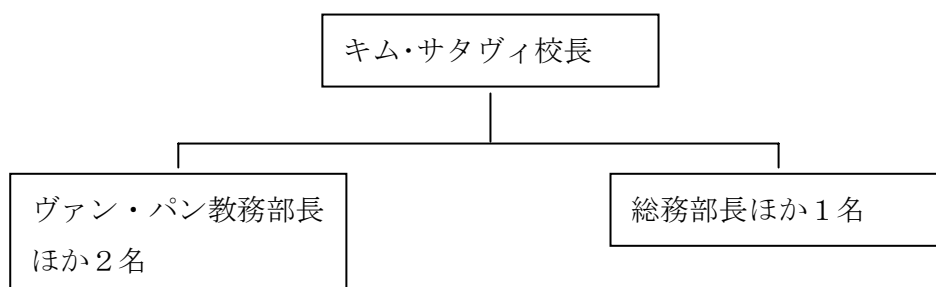 キム・サタヴィ校長
ヴァン・パン教務部長
ほか２名
総務部長ほか１名